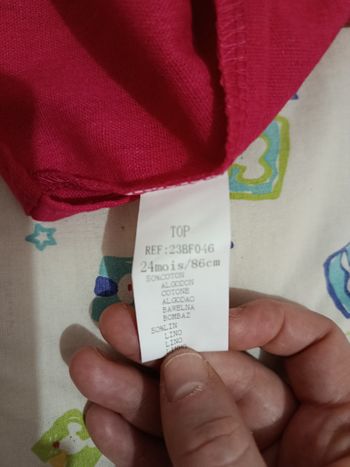 TOP
REF:23BF046
24mois/86cm
50%COTON
ALGODON
COTONE
ALGODAO
BAWELNA
BOMBAZ
50%LIN
LINO
LINO